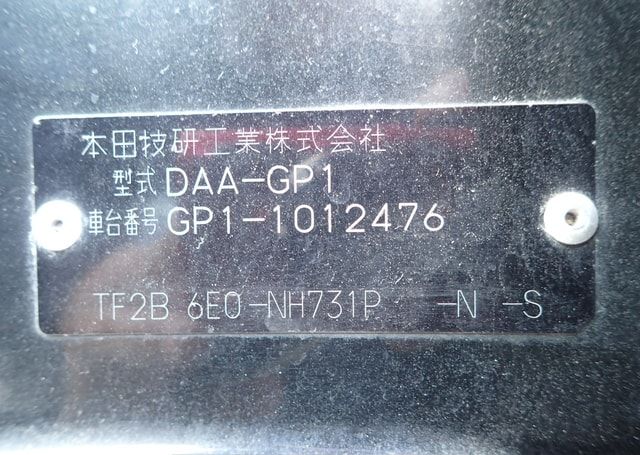 本田技研工業株式会社
型式 DAA-GP1
車台番号 GP1-1012476
TF2B 6E0-NH731P -N -S